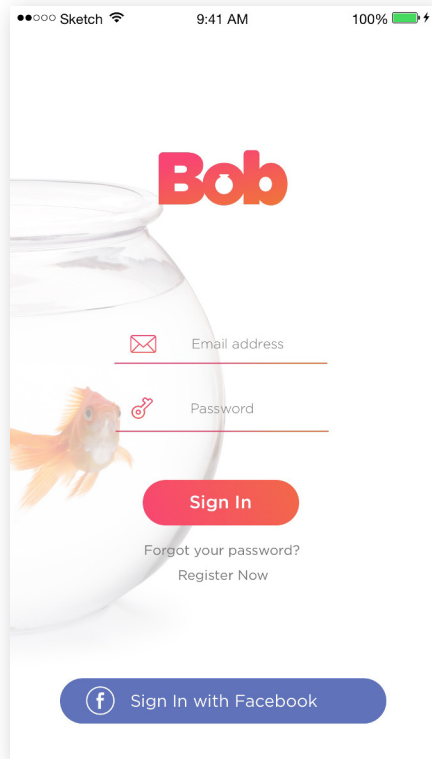 Sketch 9:41 AM 100%
Bob
Email address
Password
Sign In
Forgot your password?
Register Now
Sign In with Facebook